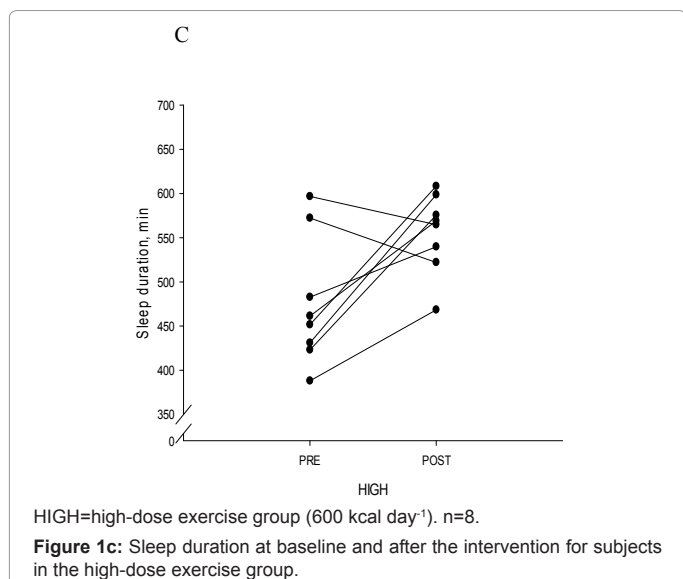 C
700
650
600
550
500
450
400
350
0
Sleep duration, min
PRE POST
HIGH
HIGH=high-dose exercise group (600 kcal day⁻¹). n=8.
Figure 1c: Sleep duration at baseline and after the intervention for subjects
in the high-dose exercise group.